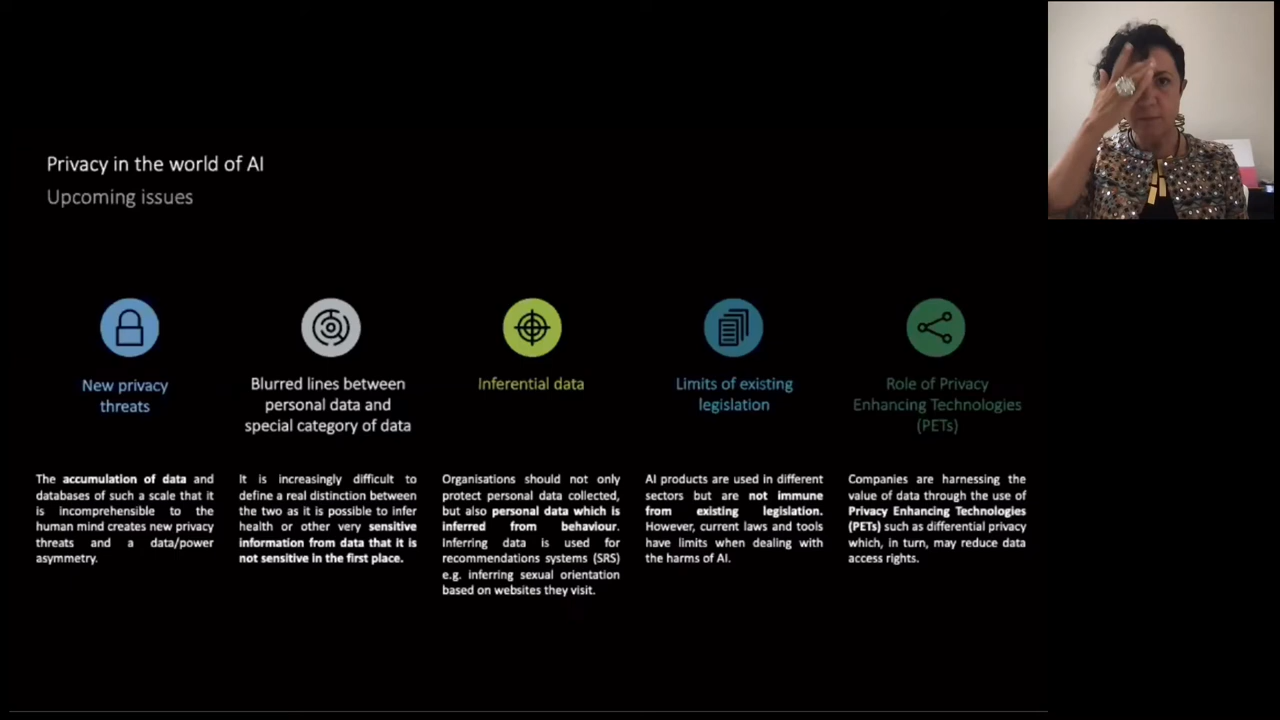 Privacy in the world of AI
Upcoming issues
New privacy
threats
The accumulation of data and
databases of such a scale that it
is incomprehensible to the
human mind creates new privacy
threats and a data/power
asymmetry.
Blurred lines between
personal data and
special category of data
It is increasingly difficult to
define a real distinction between
the two as it is possible to infer
health or other very sensitive
information from data that it is
not sensitive in the first place.
Inferential data
Organisations should not only
protect personal data collected,
but also personal data which is
inferred from behaviour.
Inferring data is used for
recommendations systems (SRS)
e.g. inferring sexual orientation
based on websites they visit.
Limits of existing
legislation
AI products are used in different
sectors but are not immune
from existing legislation.
However, current laws and tools
have limits when dealing with
the harms of AI.
Role of Privacy
Enhancing Technologies
(PETs)
Companies are harnessing the
value of data through the use of
Privacy Enhancing Technologies
(PETs) such as differential privacy
which, in turn, may reduce data
access rights.